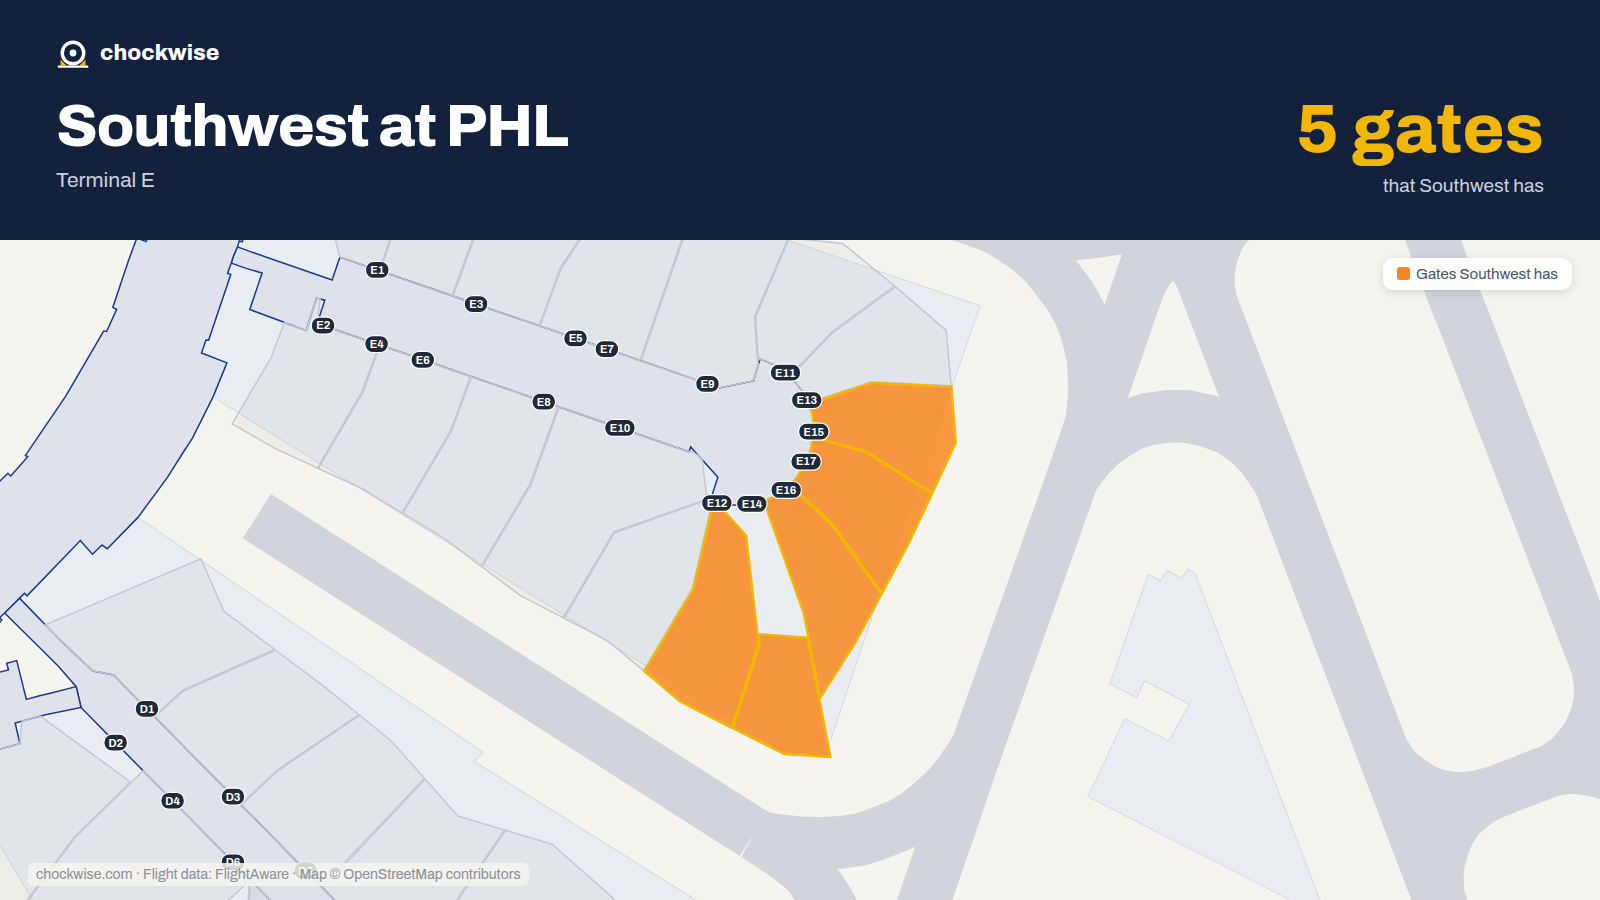 chockwise
Southwest at PHL
Terminal E
5 gates
that Southwest has
Gates Southwest has
E1
E3
E2
E5
E4
E7
E6
E11
E9
E13
E8
E10
E15
E17
E16
E12
E14
D1
D2
D3
D4
D6
chockwise.com · Flight data: FlightAware · Map © OpenStreetMap contributors